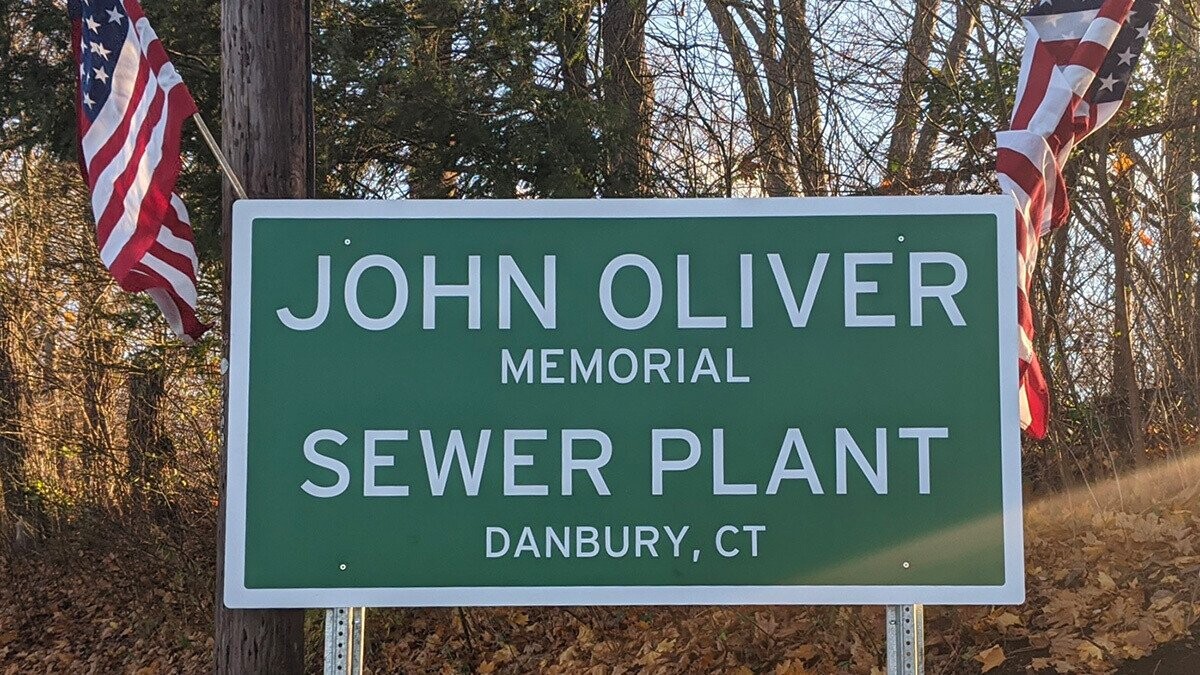 JOHN OLIVER
MEMORIAL
SEWER PLANT
DANBURY, CT